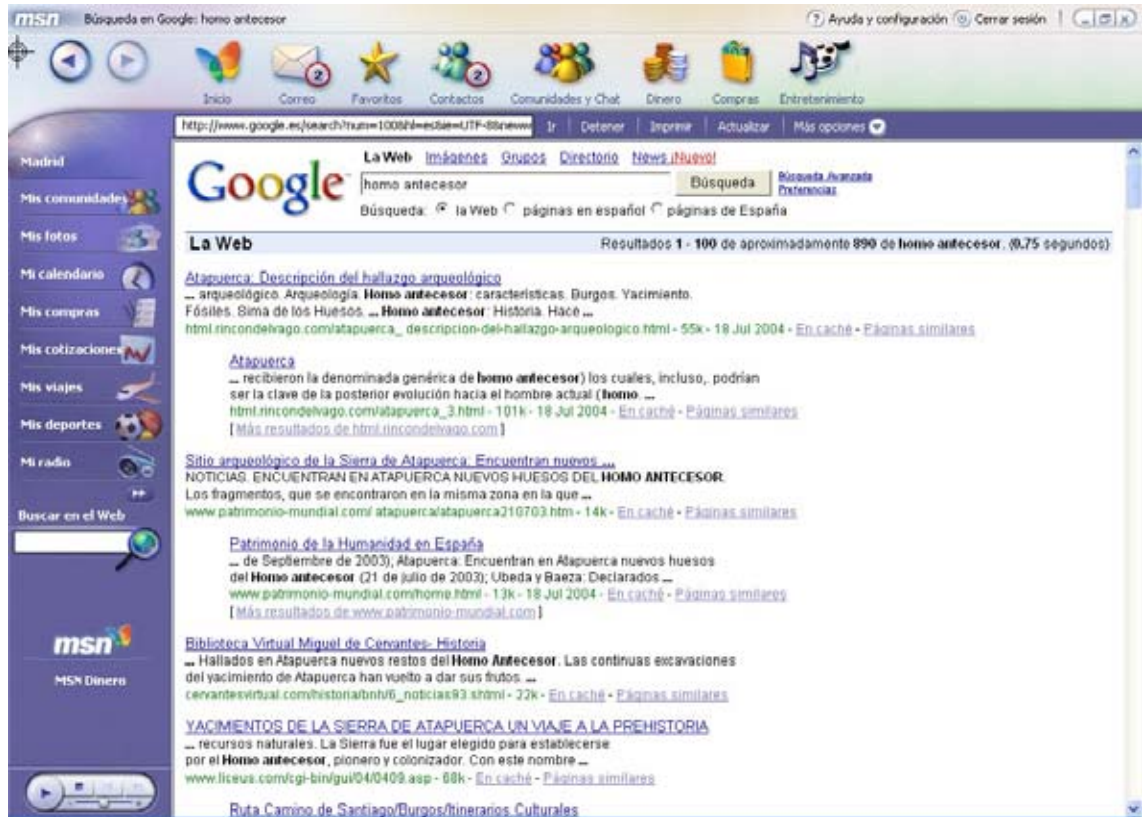 msn Búsqueda en Google: homo antecesor
Ayuda y configuración Cerrar sesión
2 2
Inicio Correo Favoritos Contactos Comunidades y Chat Dinero Compras Entretenimiento
http://www.google.es/search?num=100&hl=es&ie=UTF-8&neww Ir Detener Imprimir Actualizar Más opciones
Madrid
Mis comunidades
Mis fotos
Mi calendario
Mis compras
Mis cotizaciones
Mis viajes
Mis deportes
Mi radio
Buscar en el Web
msn
MSN Dinero
La Web Imágenes Grupos Directorio News ¡Nuevo!
Google
homo antecesor Búsqueda Búsqueda Avanzada
Preferencias
Búsqueda: la Web páginas en español páginas de España
La Web Resultados 1 - 100 de aproximadamente 890 de homo antecesor. (0.75 segundos)
Atapuerca: Descripción del hallazgo arqueológico
... arqueológico. Arqueología. Homo antecesor: características. Burgos. Yacimiento.
Fósiles. Sima de los Huesos. ... Homo antecesor: Historia. Hace ...
html.rincondelvago.com/atapuerca_ descripcion-del-hallazgo-arqueologico.html - 55k - 18 Jul 2004 - En caché - Páginas similares
Atapuerca
... recibieron la denominada genérica de homo antecesor) los cuales, incluso,. podrían
ser la clave de la posterior evolución hacia el hombre actual (homo. ...
html.rincondelvago.com/atapuerca_3.html - 101k - 18 Jul 2004 - En caché - Páginas similares
[ Más resultados de html.rincondelvago.com ]
Sitio arqueológico de la Sierra de Atapuerca: Encuentran nuevos ...
NOTICIAS. ENCUENTRAN EN ATAPUERCA NUEVOS HUESOS DEL HOMO ANTECESOR.
Los fragmentos, que se encontraron en la misma zona en la que ...
www.patrimonio-mundial.com/ atapuerca/atapuerca210703.htm - 14k - En caché - Páginas similares
Patrimonio de la Humanidad en España
... de Septiembre de 2003); Atapuerca: Encuentran en Atapuerca nuevos huesos
del Homo antecesor (21 de julio de 2003); Ubeda y Baeza: Declarados ...
www.patrimonio-mundial.com/home.html - 13k - 18 Jul 2004 - En caché - Páginas similares
[ Más resultados de www.patrimonio-mundial.com ]
Biblioteca Virtual Miguel de Cervantes- Historia
... Hallados en Atapuerca nuevos restos del Homo Antecesor. Las continuas excavaciones
del yacimiento de Atapuerca han vuelto a dar sus frutos. ...
cervantesvirtual.com/historia/bnh/6_noticias93.shtml - 22k - En caché - Páginas similares
YACIMIENTOS DE LA SIERRA DE ATAPUERCA UN VIAJE A LA PREHISTORIA
... recursos naturales. La Sierra fue el lugar elegido para establecerse
por el Homo antecesor, pionero y colonizador. Con este nombre ...
www.liceus.com/cgi-bin/gui/04/0409.asp - 68k - En caché - Páginas similares
Ruta Camino de Santiago/Burgos/Itinerarios Culturales